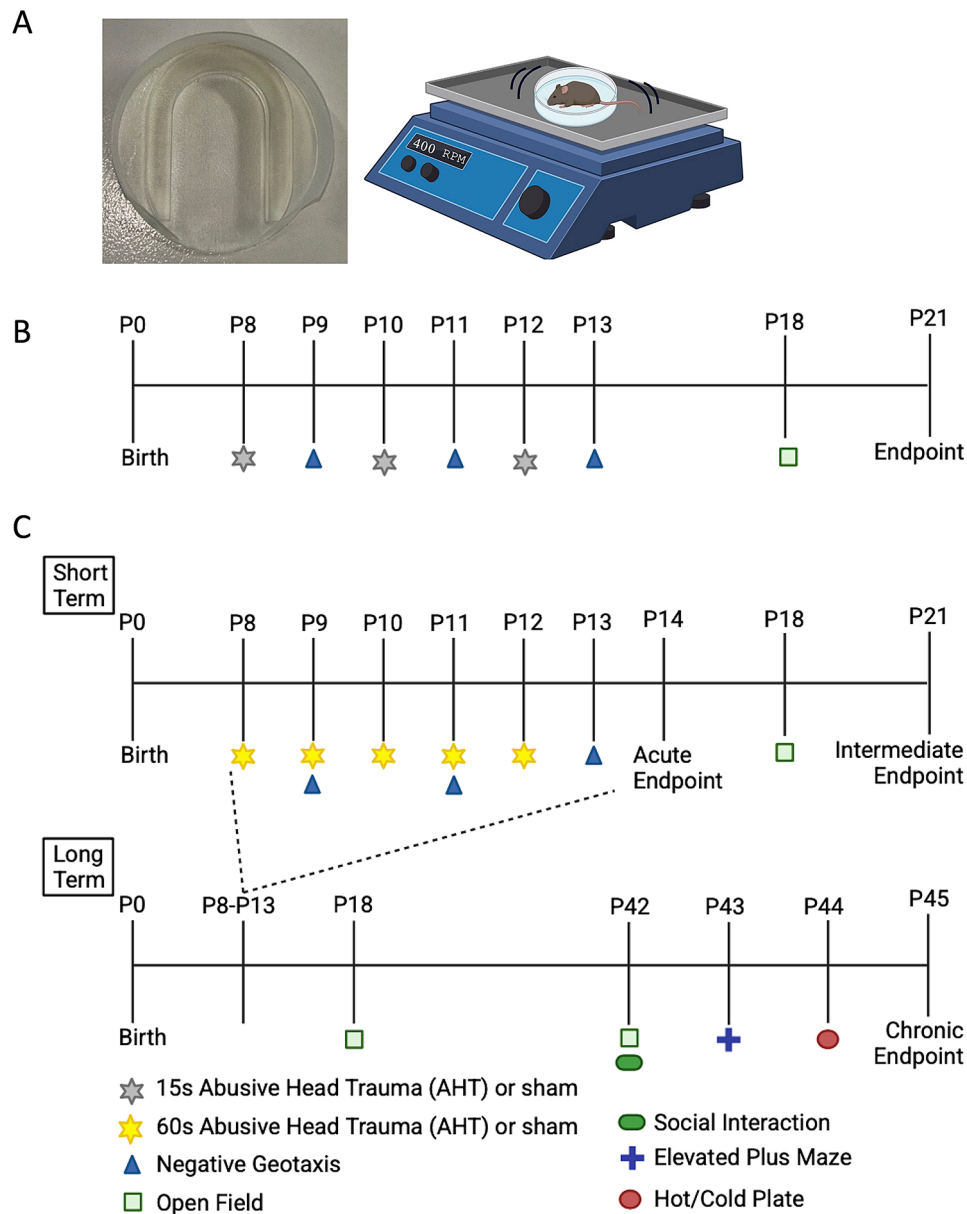 A
400 RPM
B
P0 P8 P9 P10 P11 P12 P13 P18 P21
Birth Endpoint
C
Short
Term
P0 P8 P9 P10 P11 P12 P13 P14 P18 P21
Birth Acute
Endpoint
Intermediate
Endpoint
Long
Term
P0 P8-P13 P18 P42 P43 P44 P45
Birth Chronic
Endpoint
15s Abusive Head Trauma (AHT) or sham
60s Abusive Head Trauma (AHT) or sham
Negative Geotaxis
Open Field
Social Interaction
Elevated Plus Maze
Hot/Cold Plate